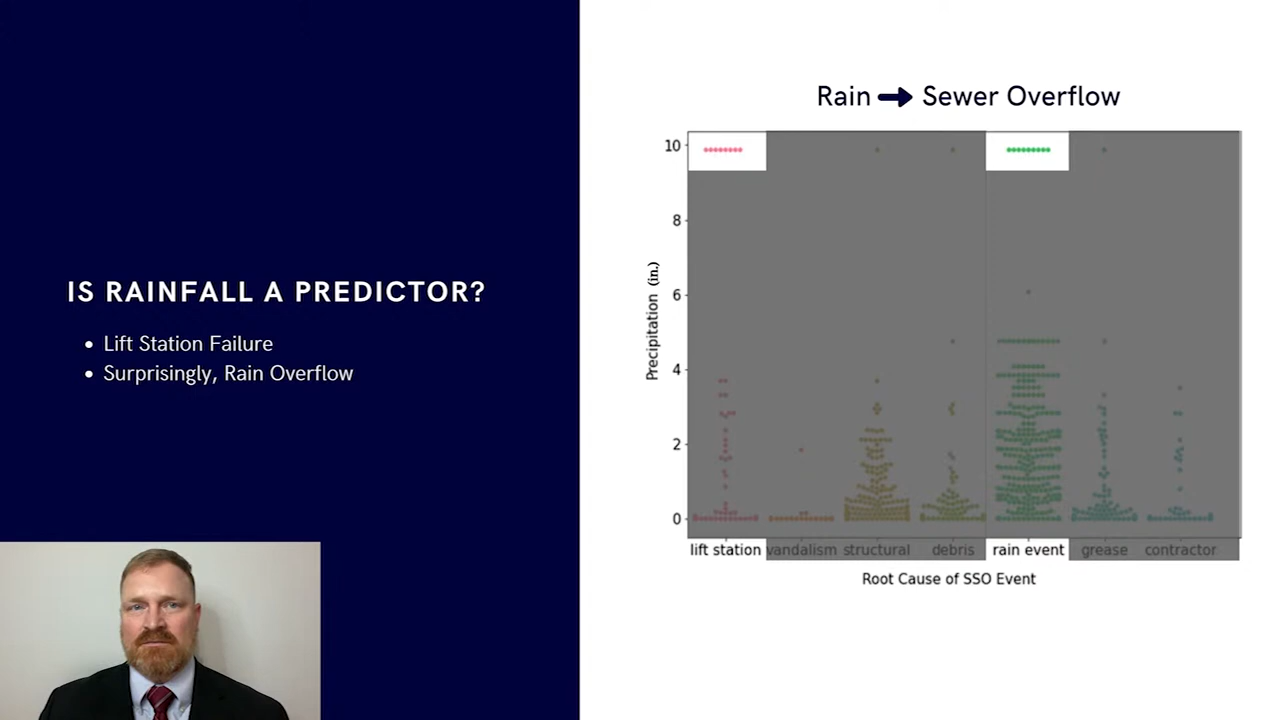 IS RAINFALL A PREDICTOR?
• Lift Station Failure
• Surprisingly, Rain Overflow
Rain → Sewer Overflow
10
8
6
4
2
0
Precipitation (in.)
lift station vandalism structural debris rain event grease contractor
Root Cause of SSO Event